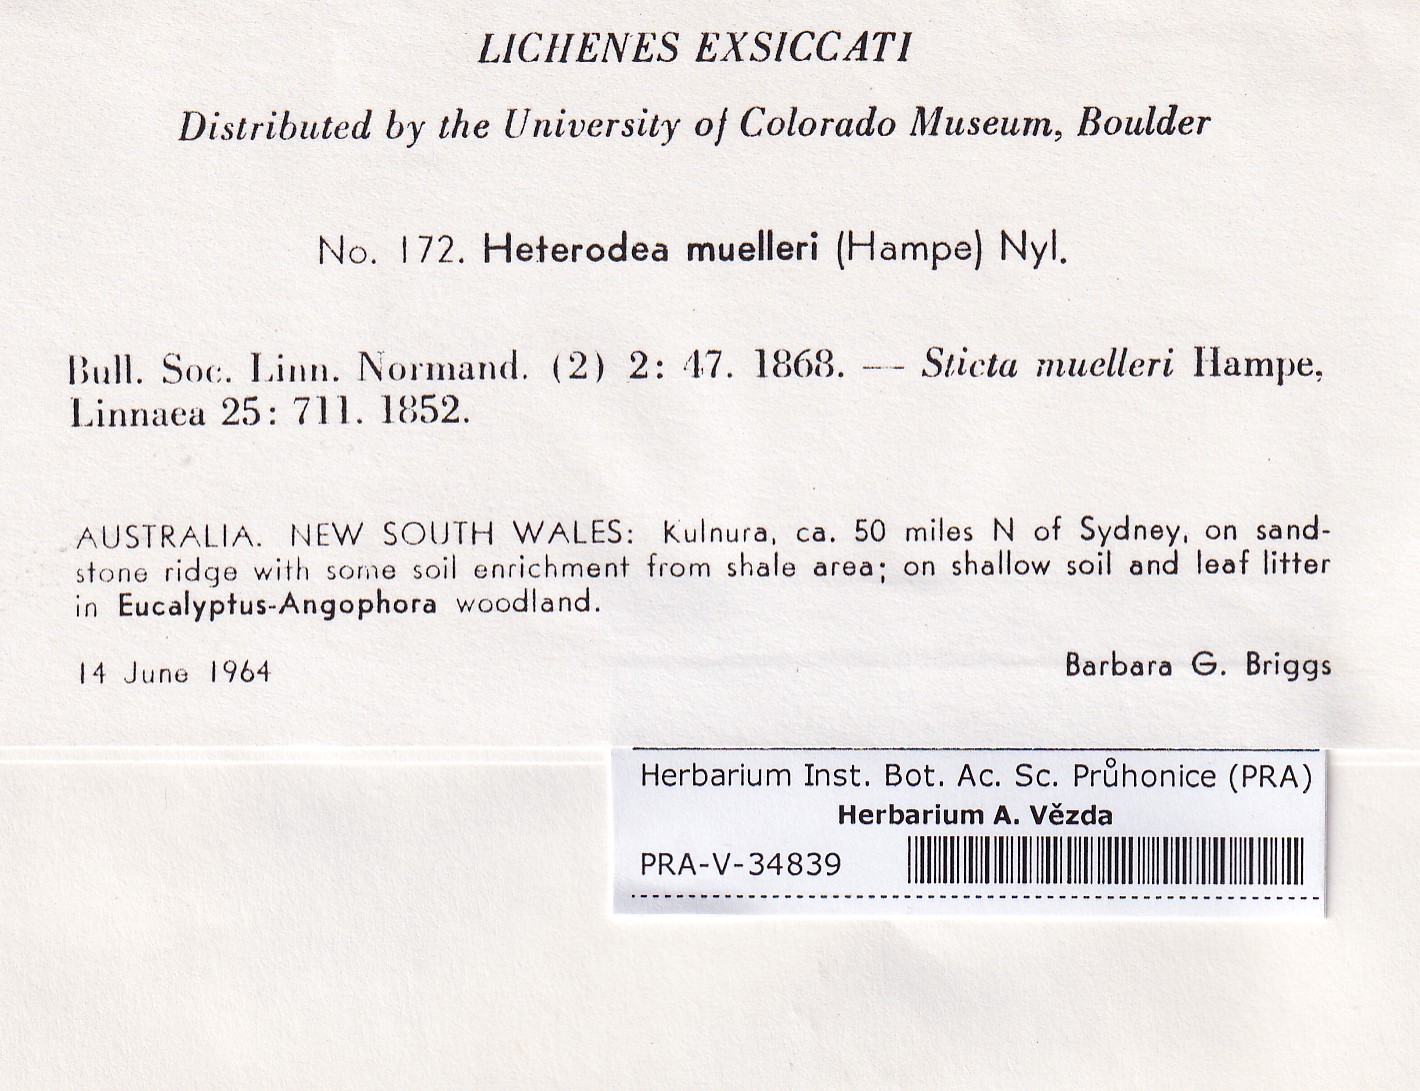 LICHENES EXSICCATI
Distributed by the University of Colorado Museum, Boulder
No. 172. Heterodea muelleri (Hampe) Nyl.
Bull. Soc. Linn. Normand. (2) 2: 47. 1868. — Sticta muelleri Hampe,
Linnaea 25: 711. 1852.
AUSTRALIA. NEW SOUTH WALES: Kulnura, ca. 50 miles N of Sydney, on sand-
stone ridge with some soil enrichment from shale area; on shallow soil and leaf litter
in Eucalyptus-Angophora woodland.
14 June 1964 Barbara G. Briggs
Herbarium Inst. Bot. Ac. Sc. Průhonice (PRA)
Herbarium A. Vězda
PRA-V-34839